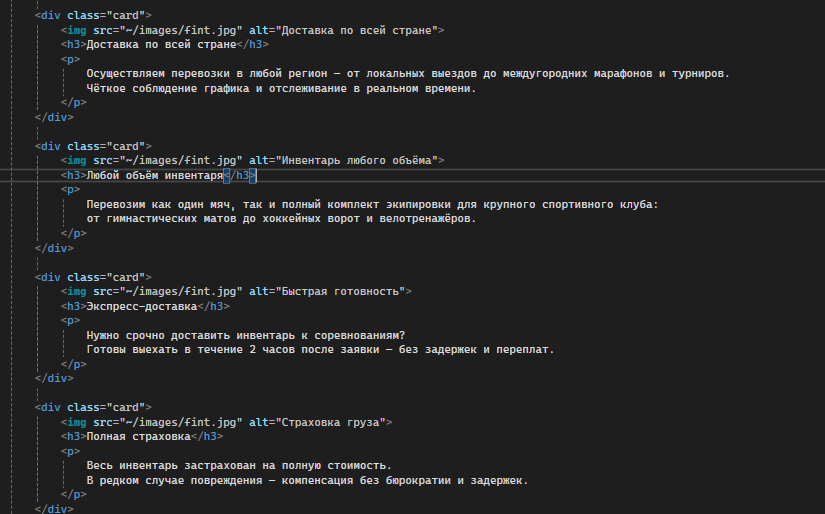 <div class="card">
<img src="~/images/fint.jpg" alt="Доставка по всей стране">
<h3>Доставка по всей стране</h3>
<p>
Осуществляем перевозки в любой регион — от локальных выездов до междугородних марафонов и турниров.
Чёткое соблюдение графика и отслеживание в реальном времени.
</p>
</div>
<div class="card">
<img src="~/images/fint.jpg" alt="Инвентарь любого объёма">
<h3>Любой объём инвентаря</h3>
<p>
Перевозим как один мяч, так и полный комплект экипировки для крупного спортивного клуба:
от гимнастических матов до хоккейных ворот и велотренажёров.
</p>
</div>
<div class="card">
<img src="~/images/fint.jpg" alt="Быстрая готовность">
<h3>Экспресс-доставка</h3>
<p>
Нужно срочно доставить инвентарь к соревнованиям?
Готовы выехать в течение 2 часов после заявки — без задержек и переплат.
</p>
</div>
<div class="card">
<img src="~/images/fint.jpg" alt="Страховка груза">
<h3>Полная страховка</h3>
<p>
Весь инвентарь застрахован на полную стоимость.
В редком случае повреждения — компенсация без бюрократии и задержек.
</p>
</div>